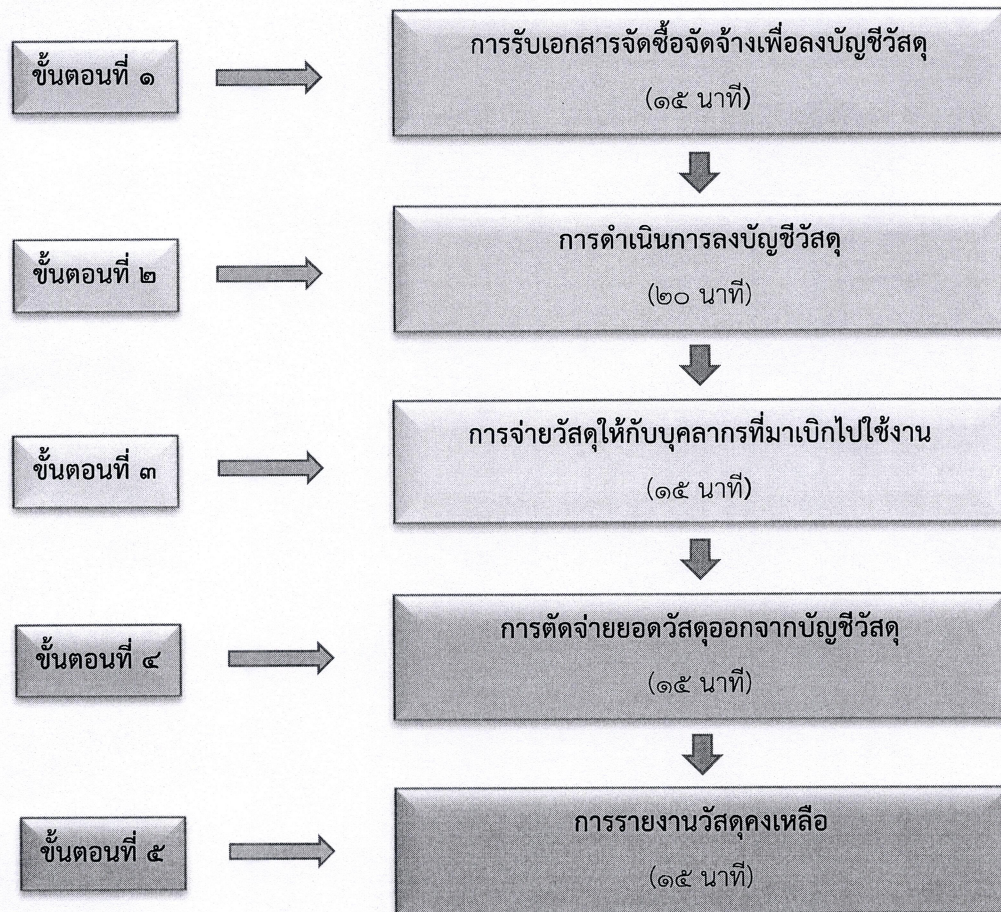 ขั้นตอนที่ ๑
การรับเอกสารจัดซื้อจัดจ้างเพื่อลงบัญชีวัสดุ
(๑๕ นาที)
ขั้นตอนที่ ๒
การดำเนินการลงบัญชีวัสดุ
(๒๐ นาที)
ขั้นตอนที่ ๓
การจ่ายวัสดุให้กับบุคลากรที่มาเบิกไปใช้งาน
(๑๕ นาที)
ขั้นตอนที่ ๔
การตัดจ่ายยอดวัสดุออกจากบัญชีวัสดุ
(๑๕ นาที)
ขั้นตอนที่ ๕
การรายงานวัสดุคงเหลือ
(๑๕ นาที)